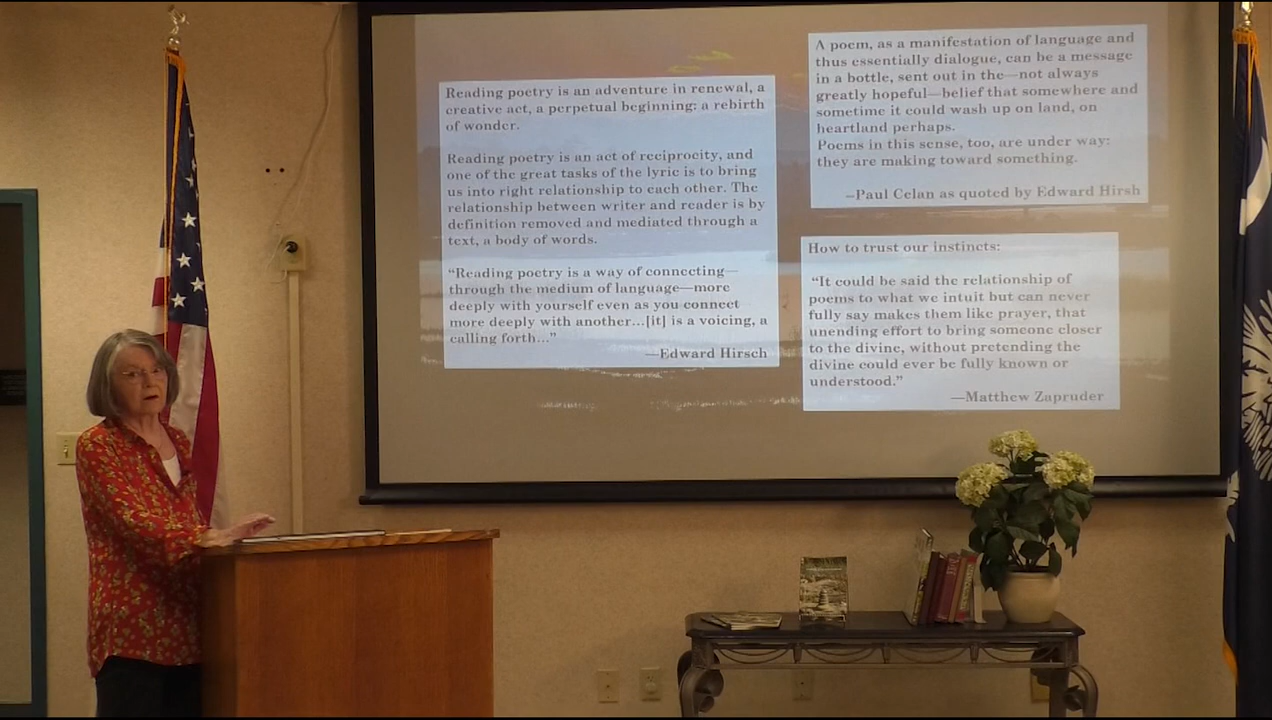 Reading poetry is an adventure in renewal, a
creative act, a perpetual beginning: a rebirth
of wonder.
Reading poetry is an act of reciprocity, and
one of the great tasks of the lyric is to bring
us into right relationship to each other. The
relationship between writer and reader is by
definition removed and mediated through a
text, a body of words.
“Reading poetry is a way of connecting—
through the medium of language—more
deeply with yourself even as you connect
more deeply with another…[it] is a voicing, a
calling forth…”
—Edward Hirsch
A poem, as a manifestation of language and
thus essentially dialogue, can be a message
in a bottle, sent out in the—not always
greatly hopeful—belief that somewhere and
sometime it could wash up on land, on
heartland perhaps.
Poems in this sense, too, are under way:
they are making toward something.
–Paul Celan as quoted by Edward Hirsh
How to trust our instincts:
“It could be said the relationship of
poems to what we intuit but can never
fully say makes them like prayer, that
unending effort to bring someone closer
to the divine, without pretending the
divine could ever be fully known or
understood.”
—Matthew Zapruder